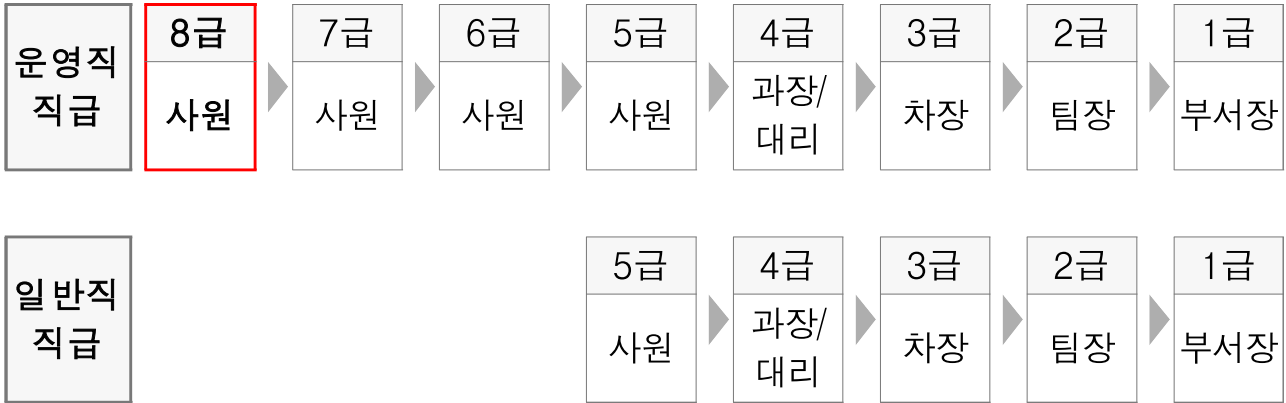 운영직
직급
8급
사원
7급
사원
6급
사원
5급
사원
4급
과장/
대리
3급
차장
2급
팀장
1급
부서장
일반직
직급
5급
사원
4급
과장/
대리
3급
차장
2급
팀장
1급
부서장